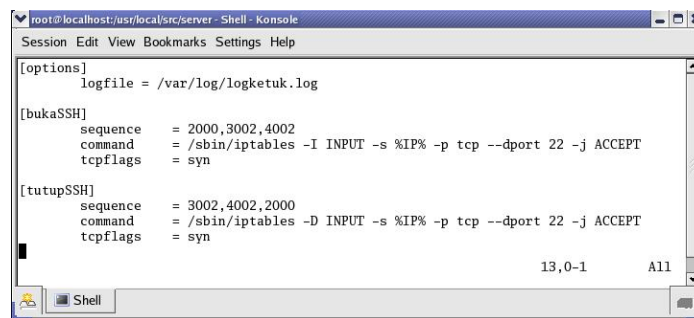 root@localhost:/usr/local/src/server - Shell - Konsole
Session Edit View Bookmarks Settings Help
[options]
logfile = /var/log/logketuk.log
[bukaSSH]
sequence = 2000,3002,4002
command = /sbin/iptables -I INPUT -s %IP% -p tcp --dport 22 -j ACCEPT
tcpflags = syn
[tutupSSH]
sequence = 3002,4002,2000
command = /sbin/iptables -D INPUT -s %IP% -p tcp --dport 22 -j ACCEPT
tcpflags = syn
13,0-1 All
Shell